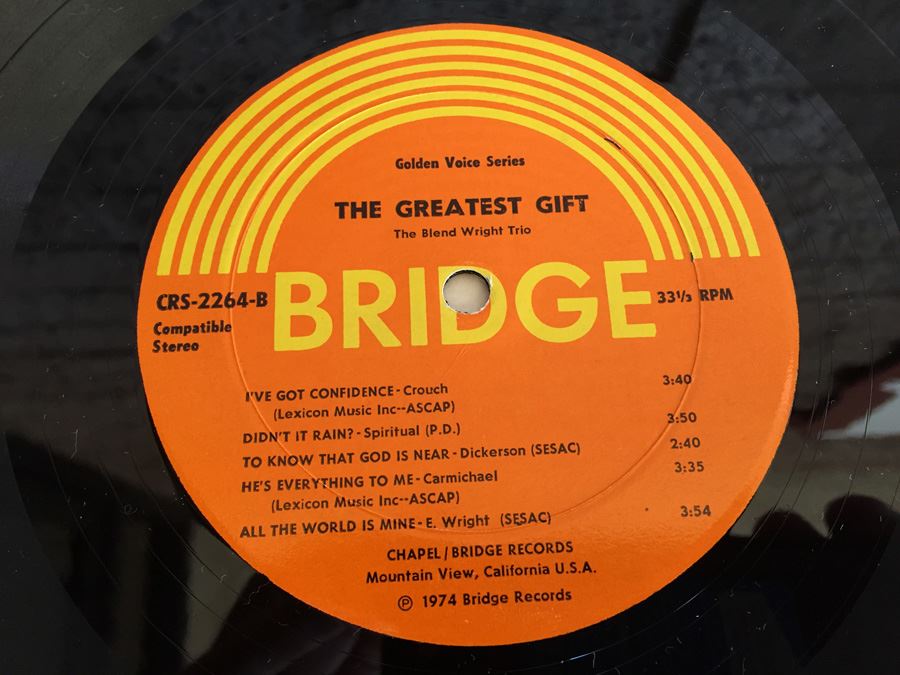 Golden Voice Series
THE GREATEST GIFT
The Blend Wright Trio
BRIDGE
CRS-2264-B
33⅓ RPM
Compatible
Stereo
I'VE GOT CONFIDENCE - Crouch 3:40
(Lexicon Music Inc--ASCAP)
DIDN'T IT RAIN? - Spiritual (P.D.) 3:50
TO KNOW THAT GOD IS NEAR - Dickerson (SESAC) 2:40
HE'S EVERYTHING TO ME - Carmichael 3:35
(Lexicon Music Inc--ASCAP)
ALL THE WORLD IS MINE - E. Wright (SESAC) 3:54
CHAPEL/BRIDGE RECORDS
Mountain View, California U.S.A.
Ⓟ 1974 Bridge Records